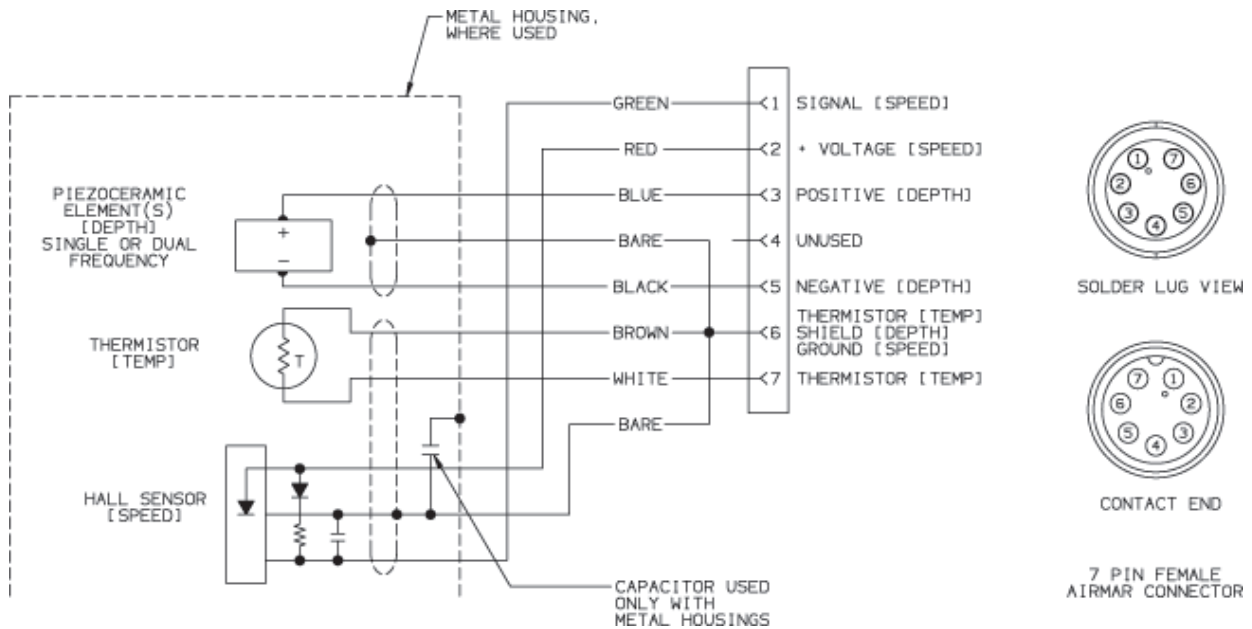 METAL HOUSING,
WHERE USED
GREEN
1 SIGNAL [SPEED]
RED
2 + VOLTAGE [SPEED]
PIEZOCERAMIC
ELEMENT(S)
[DEPTH]
SINGLE OR DUAL
FREQUENCY
+
−
BLUE
3 POSITIVE [DEPTH]
BARE
4 UNUSED
BLACK
5 NEGATIVE [DEPTH]
THERMISTOR
[TEMP]
T
BROWN
THERMISTOR [TEMP]
6 SHIELD [DEPTH]
GROUND [SPEED]
WHITE
7 THERMISTOR [TEMP]
BARE
HALL SENSOR
[SPEED]
CAPACITOR USED
ONLY WITH
METAL HOUSINGS
1 7
2 6
3 5
4
SOLDER LUG VIEW
7 1
6 2
5 3
4
CONTACT END
7 PIN FEMALE
AIRMAR CONNECTOR